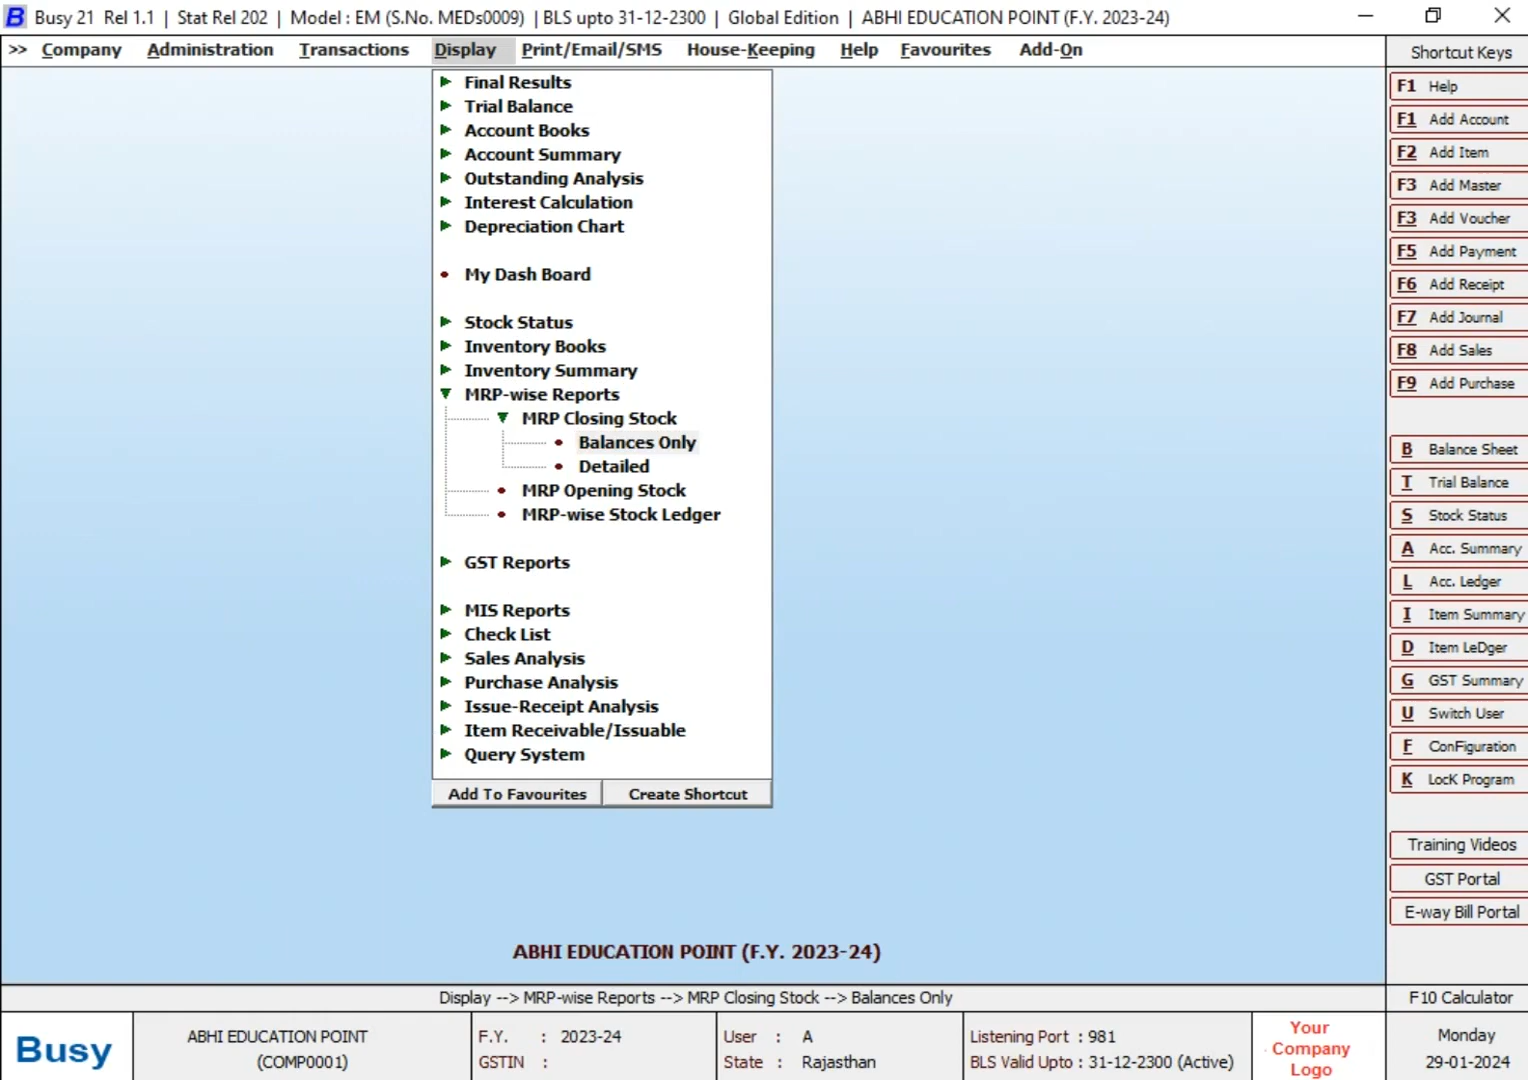 B Busy 21 Rel 1.1 | Stat Rel 202 | Model : EM (S.No. MEDs0009) | BLS upto 31-12-2300 | Global Edition | ABHI EDUCATION POINT (F.Y. 2023-24)
>> Company Administration Transactions Display Print/Email/SMS House-Keeping Help Favourites Add-On
Shortcut Keys
Final Results
Trial Balance
Account Books
Account Summary
Outstanding Analysis
Interest Calculation
Depreciation Chart
My Dash Board
Stock Status
Inventory Books
Inventory Summary
MRP-wise Reports
MRP Closing Stock
Balances Only
Detailed
MRP Opening Stock
MRP-wise Stock Ledger
GST Reports
MIS Reports
Check List
Sales Analysis
Purchase Analysis
Issue-Receipt Analysis
Item Receivable/Issuable
Query System
Add To Favourites Create Shortcut
F1 Help
F1 Add Account
F2 Add Item
F3 Add Master
F3 Add Voucher
F5 Add Payment
F6 Add Receipt
F7 Add Journal
F8 Add Sales
F9 Add Purchase
B Balance Sheet
T Trial Balance
S Stock Status
A Acc. Summary
L Acc. Ledger
I Item Summary
D Item LeDger
G GST Summary
U Switch User
F ConFiguration
K LocK Program
Training Videos
GST Portal
E-way Bill Portal
ABHI EDUCATION POINT (F.Y. 2023-24)
Display --> MRP-wise Reports --> MRP Closing Stock --> Balances Only
F10 Calculator
Busy
ABHI EDUCATION POINT
(COMP0001)
F.Y. : 2023-24
GSTIN :
User : A
State : Rajasthan
Listening Port : 981
BLS Valid Upto : 31-12-2300 (Active)
Your
Company
Logo
Monday
29-01-2024